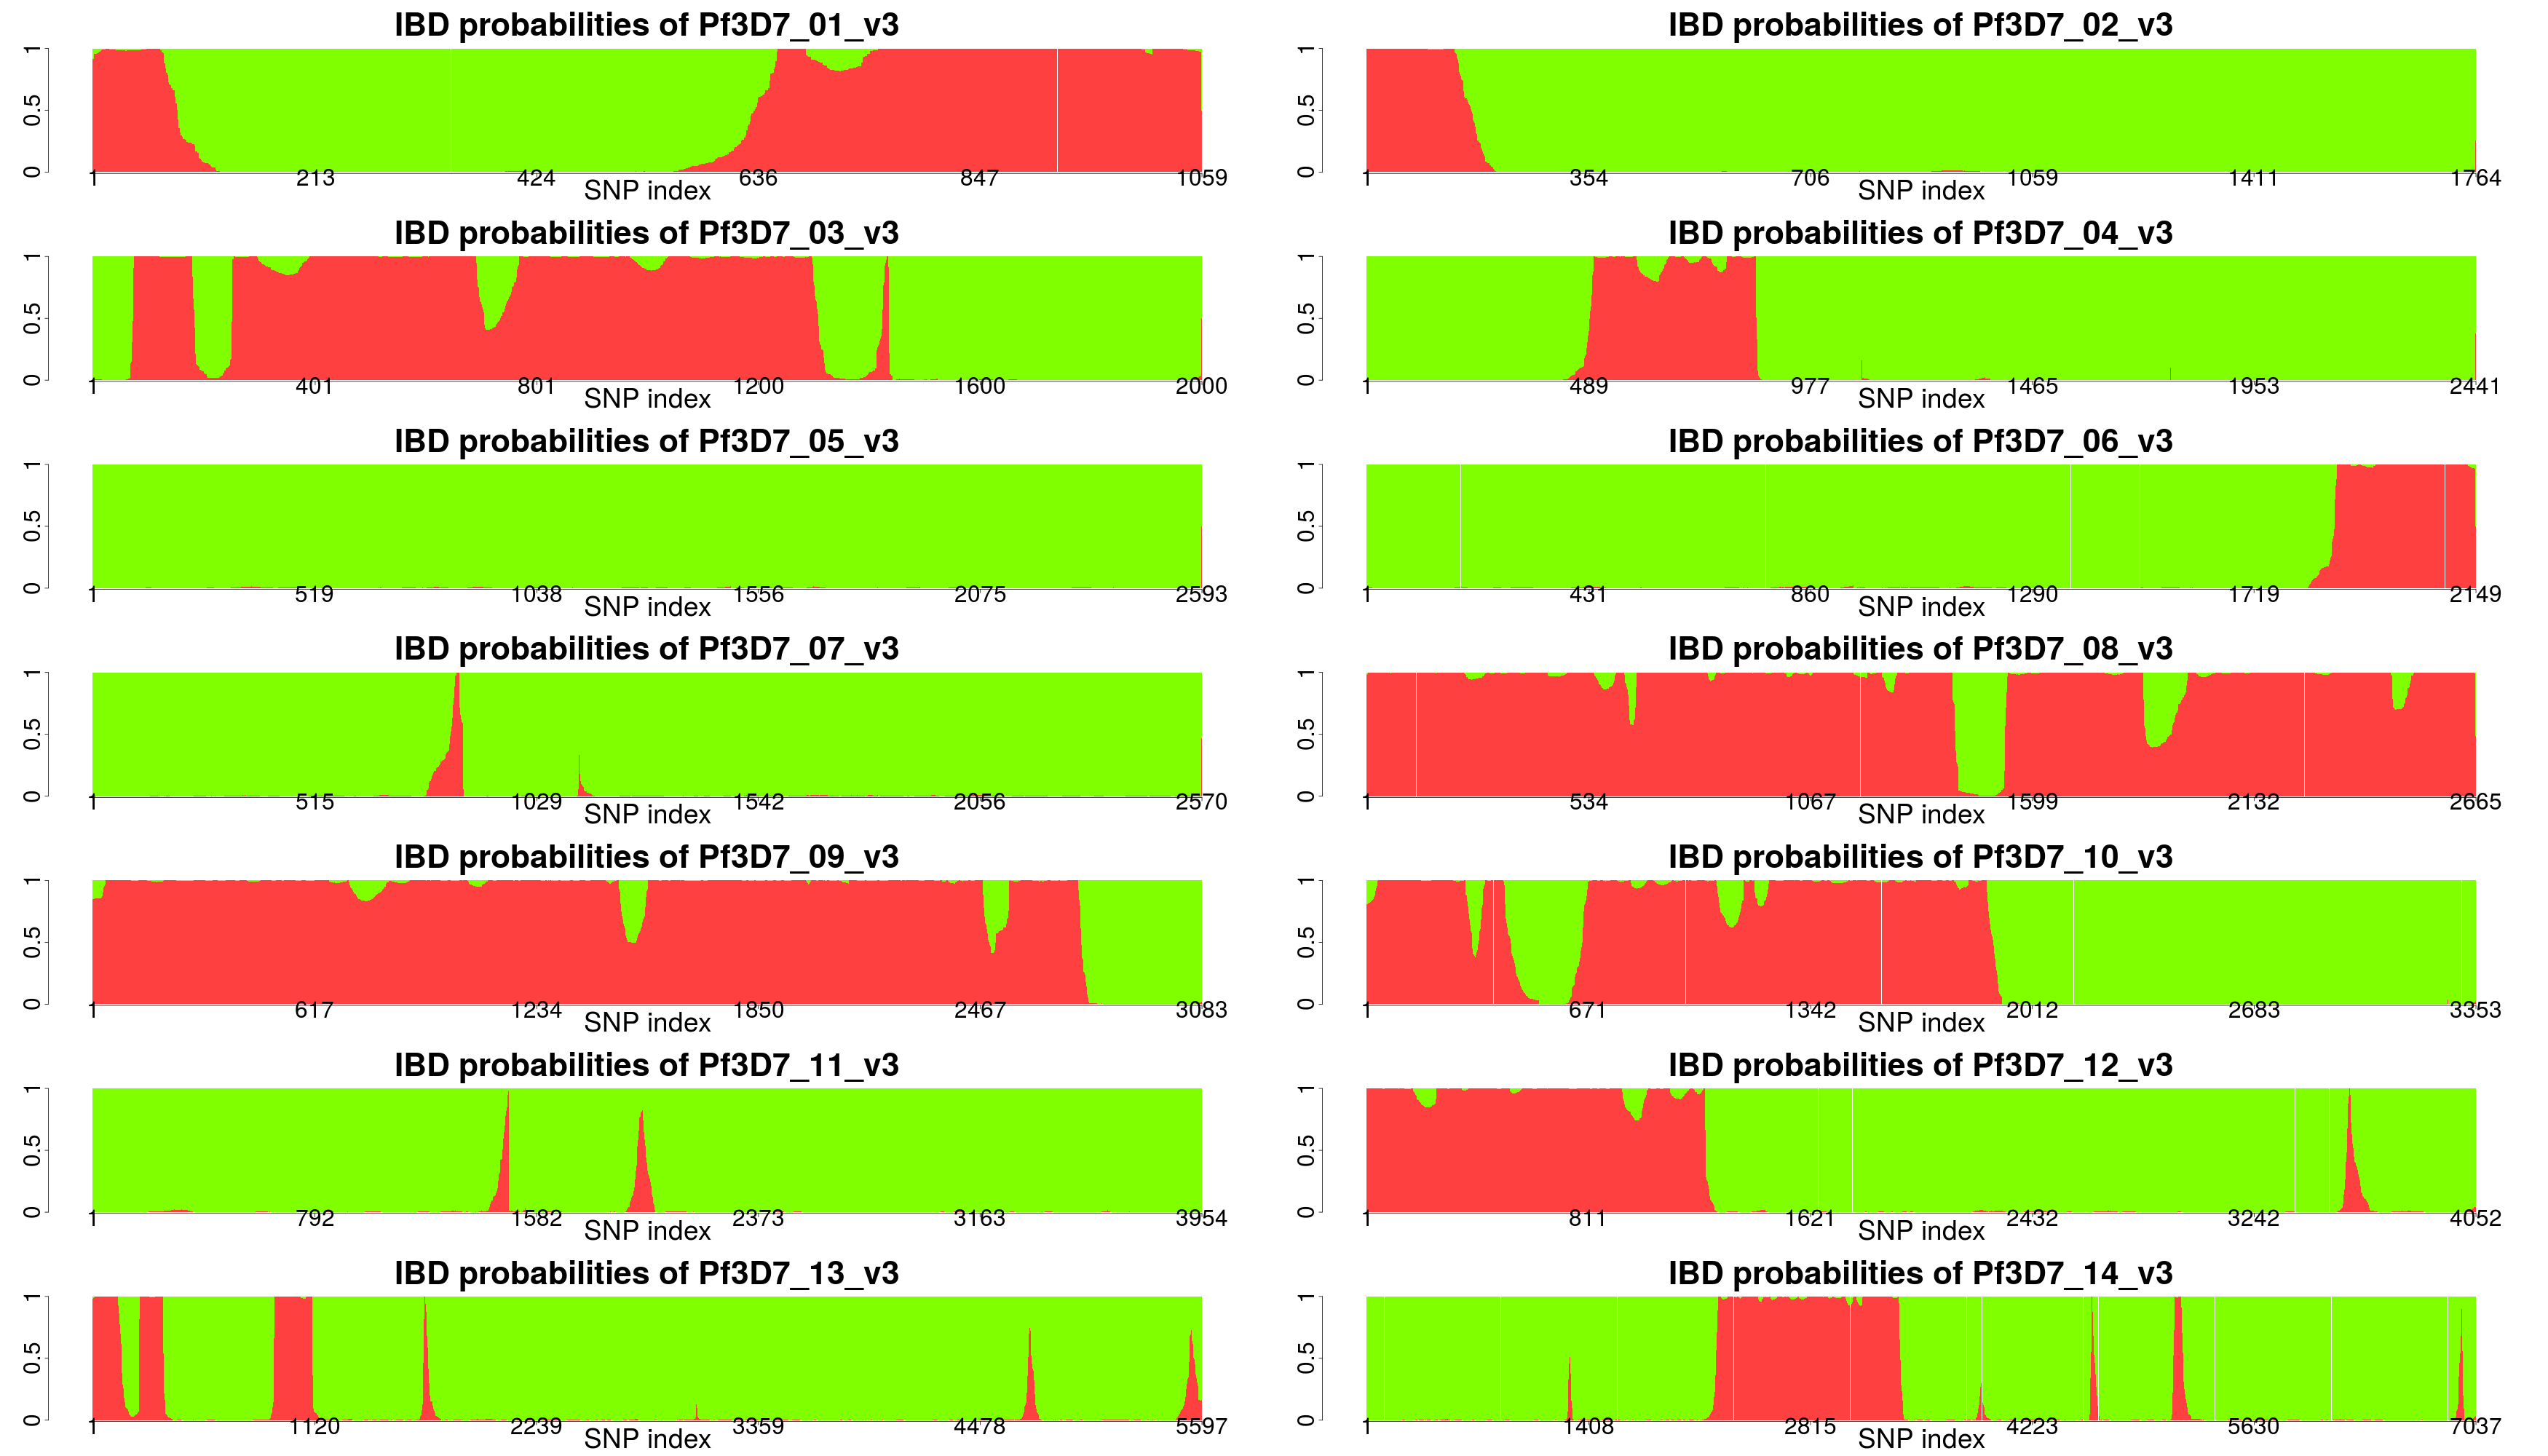 IBD probabilities of Pf3D7_01_v3
0 0.5 1
1 213 424 636 847 1059
SNP index
IBD probabilities of Pf3D7_02_v3
0 0.5 1
1 354 706 1059 1411 1764
SNP index
IBD probabilities of Pf3D7_03_v3
0 0.5 1
1 401 801 1200 1600 2000
SNP index
IBD probabilities of Pf3D7_04_v3
0 0.5 1
1 489 977 1465 1953 2441
SNP index
IBD probabilities of Pf3D7_05_v3
0 0.5 1
1 519 1038 1556 2075 2593
SNP index
IBD probabilities of Pf3D7_06_v3
0 0.5 1
1 431 860 1290 1719 2149
SNP index
IBD probabilities of Pf3D7_07_v3
0 0.5 1
1 515 1029 1542 2056 2570
SNP index
IBD probabilities of Pf3D7_08_v3
0 0.5 1
1 534 1067 1599 2132 2665
SNP index
IBD probabilities of Pf3D7_09_v3
0 0.5 1
1 617 1234 1850 2467 3083
SNP index
IBD probabilities of Pf3D7_10_v3
0 0.5 1
1 671 1342 2012 2683 3353
SNP index
IBD probabilities of Pf3D7_11_v3
0 0.5 1
1 792 1582 2373 3163 3954
SNP index
IBD probabilities of Pf3D7_12_v3
0 0.5 1
1 811 1621 2432 3242 4052
SNP index
IBD probabilities of Pf3D7_13_v3
0 0.5 1
1 1120 2239 3359 4478 5597
SNP index
IBD probabilities of Pf3D7_14_v3
0 0.5 1
1 1408 2815 4223 5630 7037
SNP index